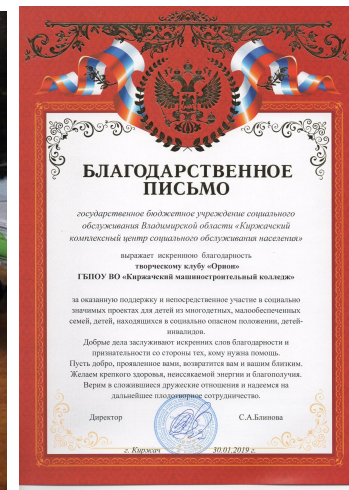 БЛАГОДАРСТВЕННОЕ
ПИСЬМО
государственное бюджетное учреждение социального
обслуживания Владимирской области «Киржачский
комплексный центр социального обслуживания населения»
выражает искреннюю благодарность
творческому клубу «Орион»
ГБПОУ ВО «Киржачский машиностроительный колледж»
за оказанную поддержку и непосредственное участие в социально
значимых проектах для детей из многодетных, малообеспеченных
семей, детей, находящихся в социально опасном положении, детей-
инвалидов.
Добрые дела заслуживают искренних слов благодарности и
признательности со стороны тех, кому нужна помощь.
Пусть добро, проявленное вами, возвратится вам и вашим близким.
Желаем крепкого здоровья, неиссякаемой энергии и благополучия.
Верим в сложившиеся дружеские отношения и надеемся на
дальнейшее плодотворное сотрудничество.
Директор С.А.Блинова
г. Киржач 30.01.2019 г.